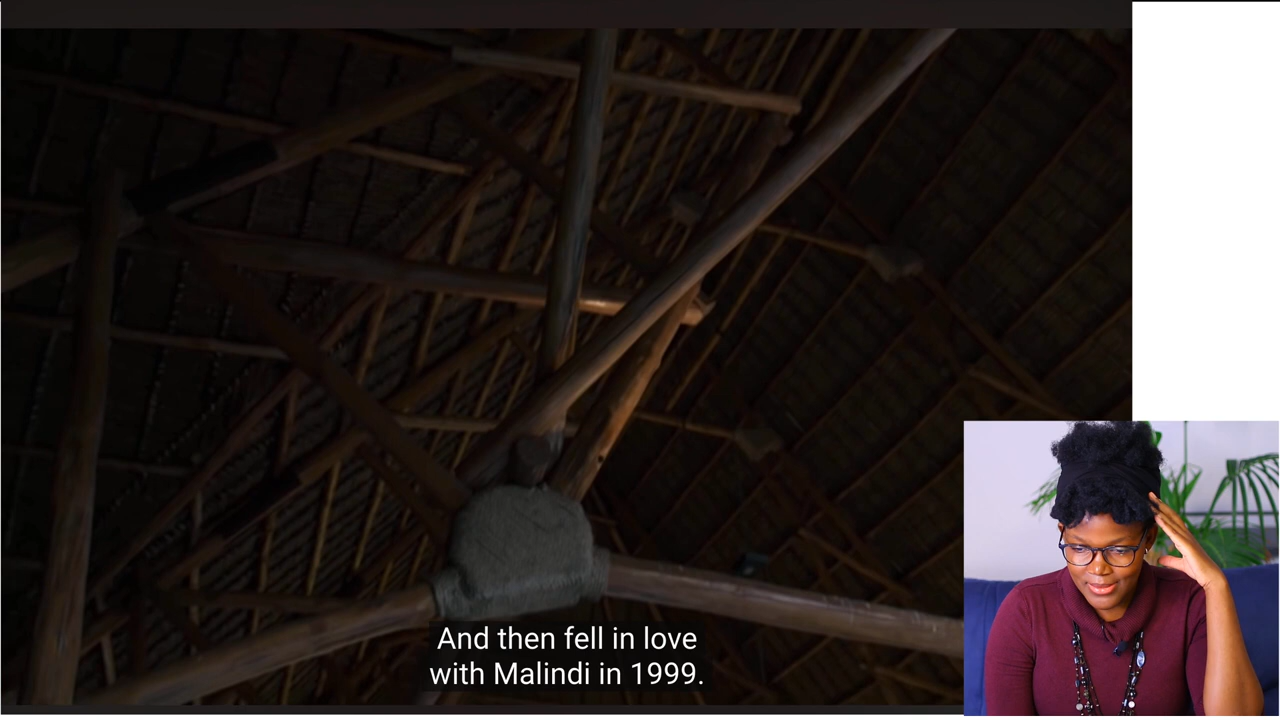 And then fell in love
with Malindi in 1999.